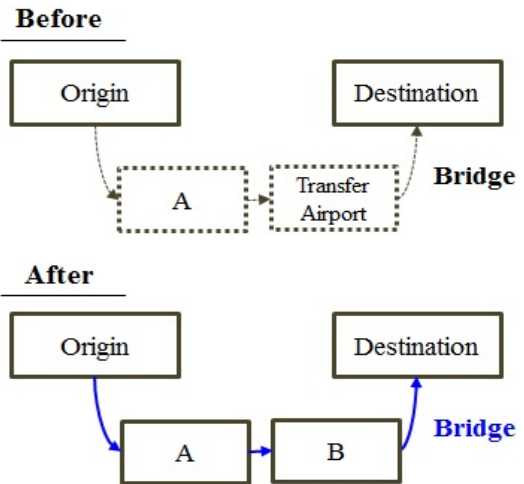 Before
Origin
Destination
A
Transfer
Airport
Bridge
After
Origin
Destination
A
B
Bridge